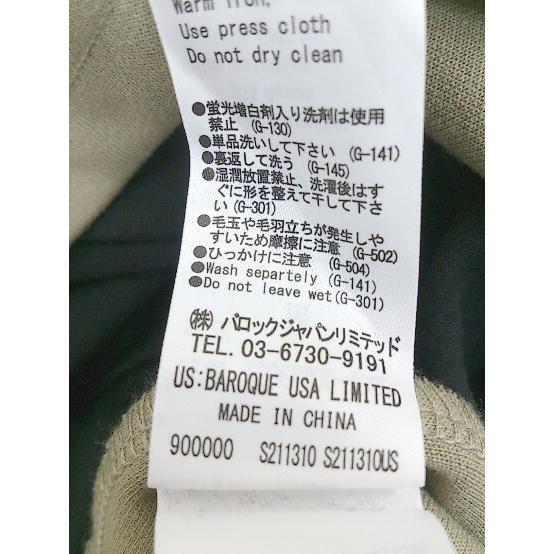 Warm iron,
Use press cloth
Do not dry clean
●蛍光増白剤入り洗剤は使用
禁止 (G-130)
●単品洗いして下さい (G-141)
●裏返して洗う (G-145)
●湿潤放置禁止、洗濯後はす
ぐに形を整えて干して下さ
い (G-301)
●毛玉や毛羽立ちが発生しや
すいため摩擦に注意 (G-502)
●ひっかけに注意 (G-504)
●Wash separtely (G-141)
●Do not leave wet(G-301)
(株) バロックジャパンリミテッド
TEL. 03-6730-9191
US:BAROQUE USA LIMITED
MADE IN CHINA
900000 S211310 S211310US